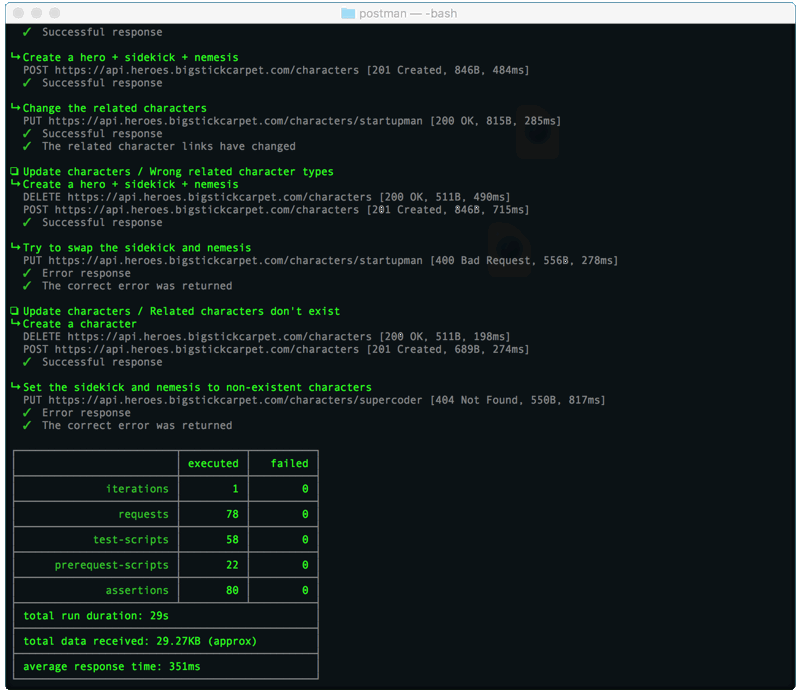 postman — -bash
✓ Successful response
↳Create a hero + sidekick + nemesis
POST https://api.heroes.bigstickcarpet.com/characters [201 Created, 846B, 484ms]
✓ Successful response
↳Change the related characters
PUT https://api.heroes.bigstickcarpet.com/characters/startupman [200 OK, 815B, 285ms]
✓ Successful response
✓ The related character links have changed
❏ Update characters / Wrong related character types
↳Create a hero + sidekick + nemesis
DELETE https://api.heroes.bigstickcarpet.com/characters [200 OK, 511B, 490ms]
POST https://api.heroes.bigstickcarpet.com/characters [201 Created, 846B, 715ms]
✓ Successful response
↳Try to swap the sidekick and nemesis
PUT https://api.heroes.bigstickcarpet.com/characters/startupman [400 Bad Request, 556B, 278ms]
✓ Error response
✓ The correct error was returned
❏ Update characters / Related characters don't exist
↳Create a character
DELETE https://api.heroes.bigstickcarpet.com/characters [200 OK, 511B, 198ms]
POST https://api.heroes.bigstickcarpet.com/characters [201 Created, 689B, 274ms]
✓ Successful response
↳Set the sidekick and nemesis to non-existent characters
PUT https://api.heroes.bigstickcarpet.com/characters/supercoder [404 Not Found, 550B, 817ms]
✓ Error response
✓ The correct error was returned
executed failed
iterations 1 0
requests 78 0
test-scripts 58 0
prerequest-scripts 22 0
assertions 80 0
total run duration: 29s
total data received: 29.27KB (approx)
average response time: 351ms